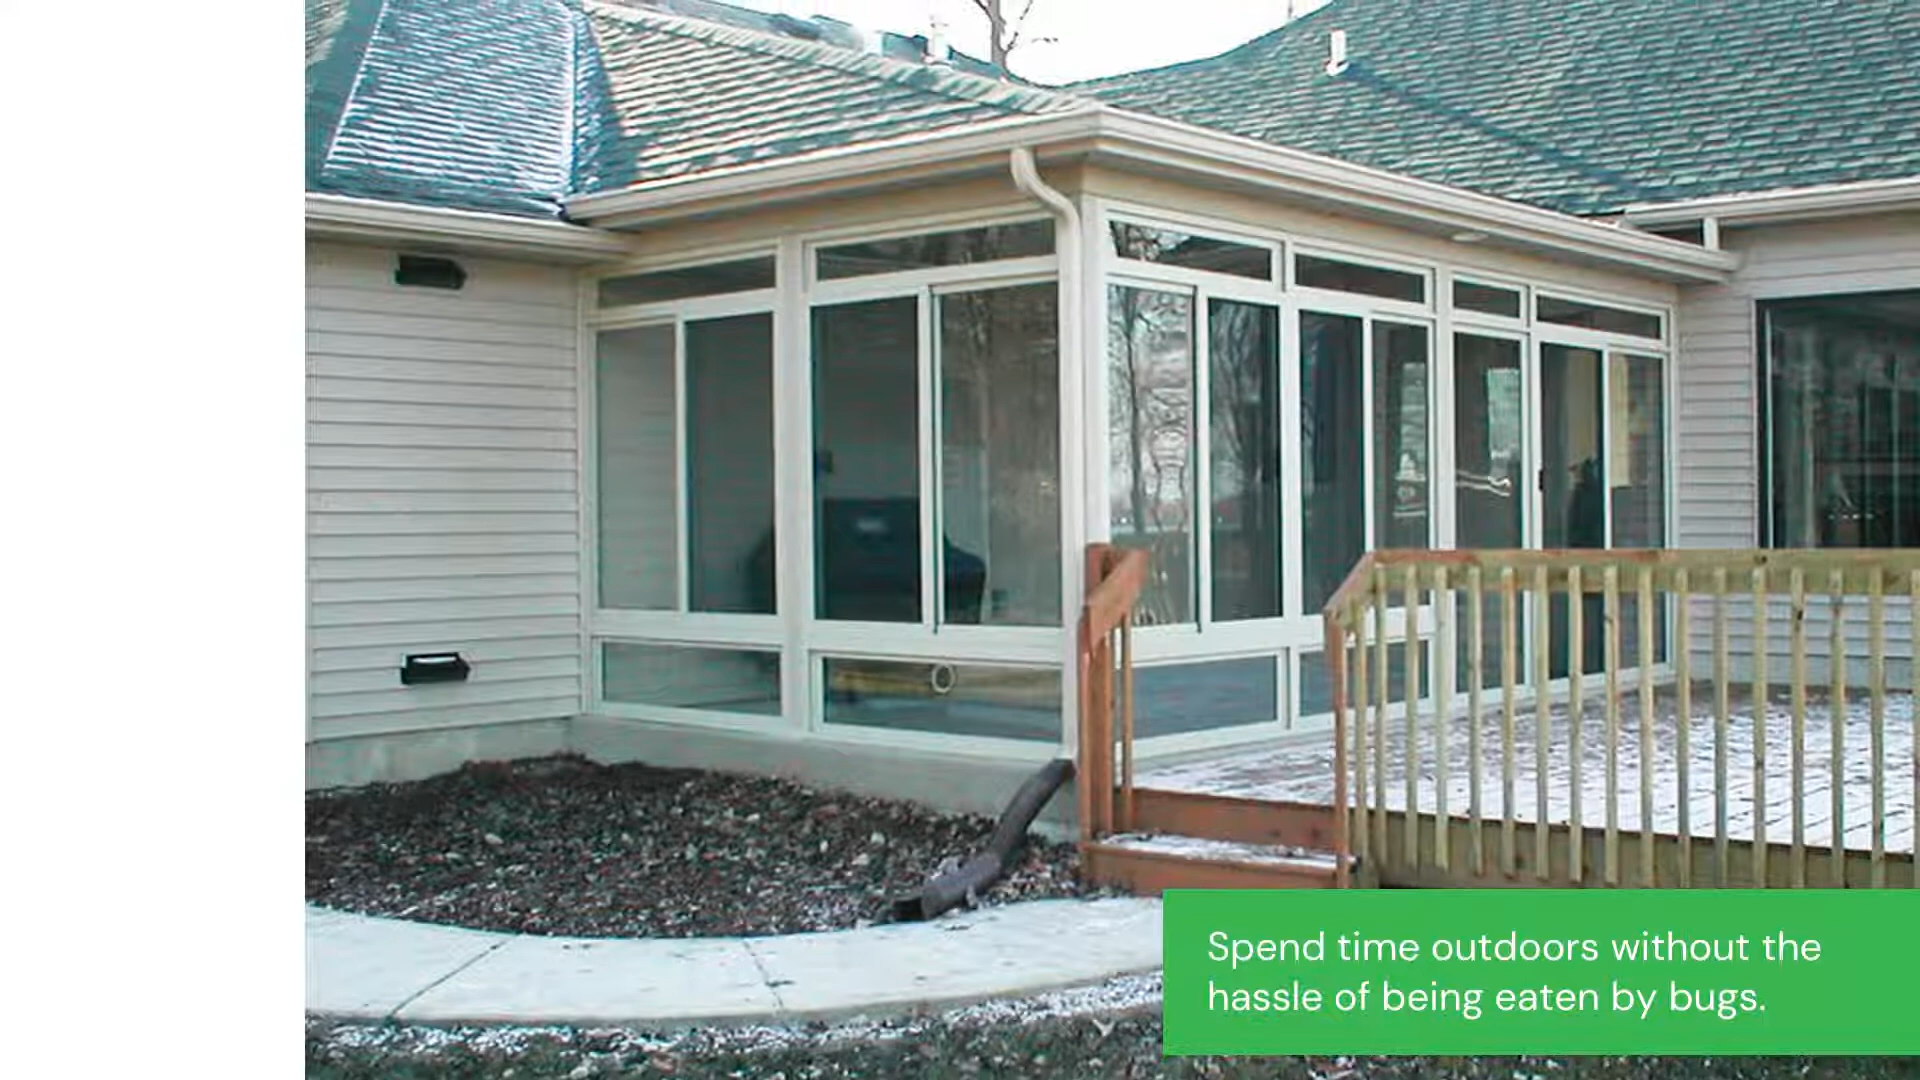 Spend time outdoors without the
hassle of being eaten by bugs.